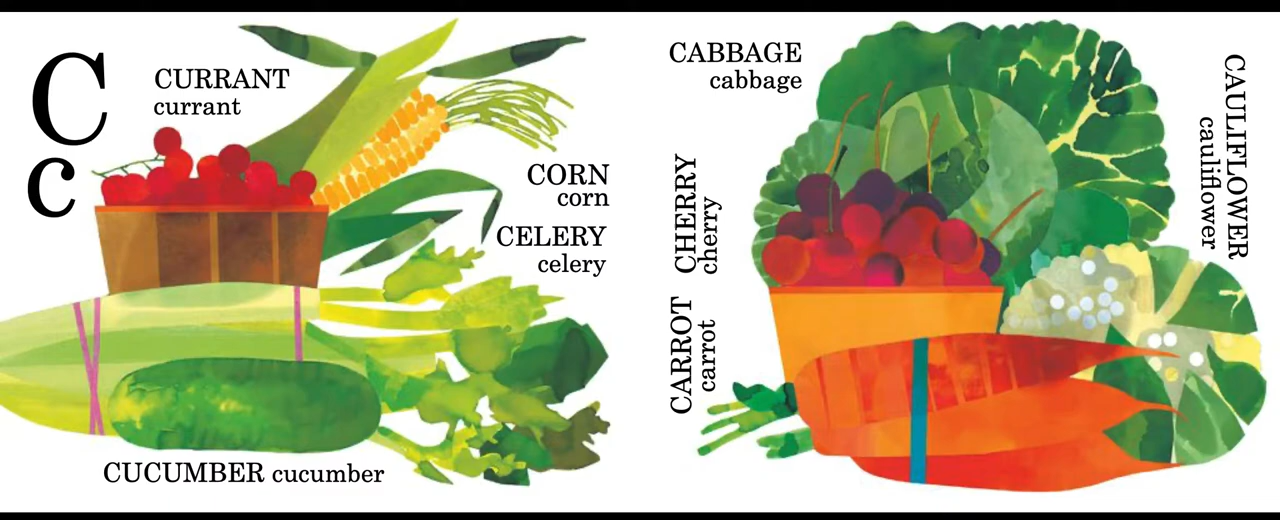 C
c
CURRANT
currant
CORN
corn
CELERY
celery
CUCUMBER cucumber
CABBAGE
cabbage
CHERRY
cherry
CARROT
carrot
CAULIFLOWER
cauliflower